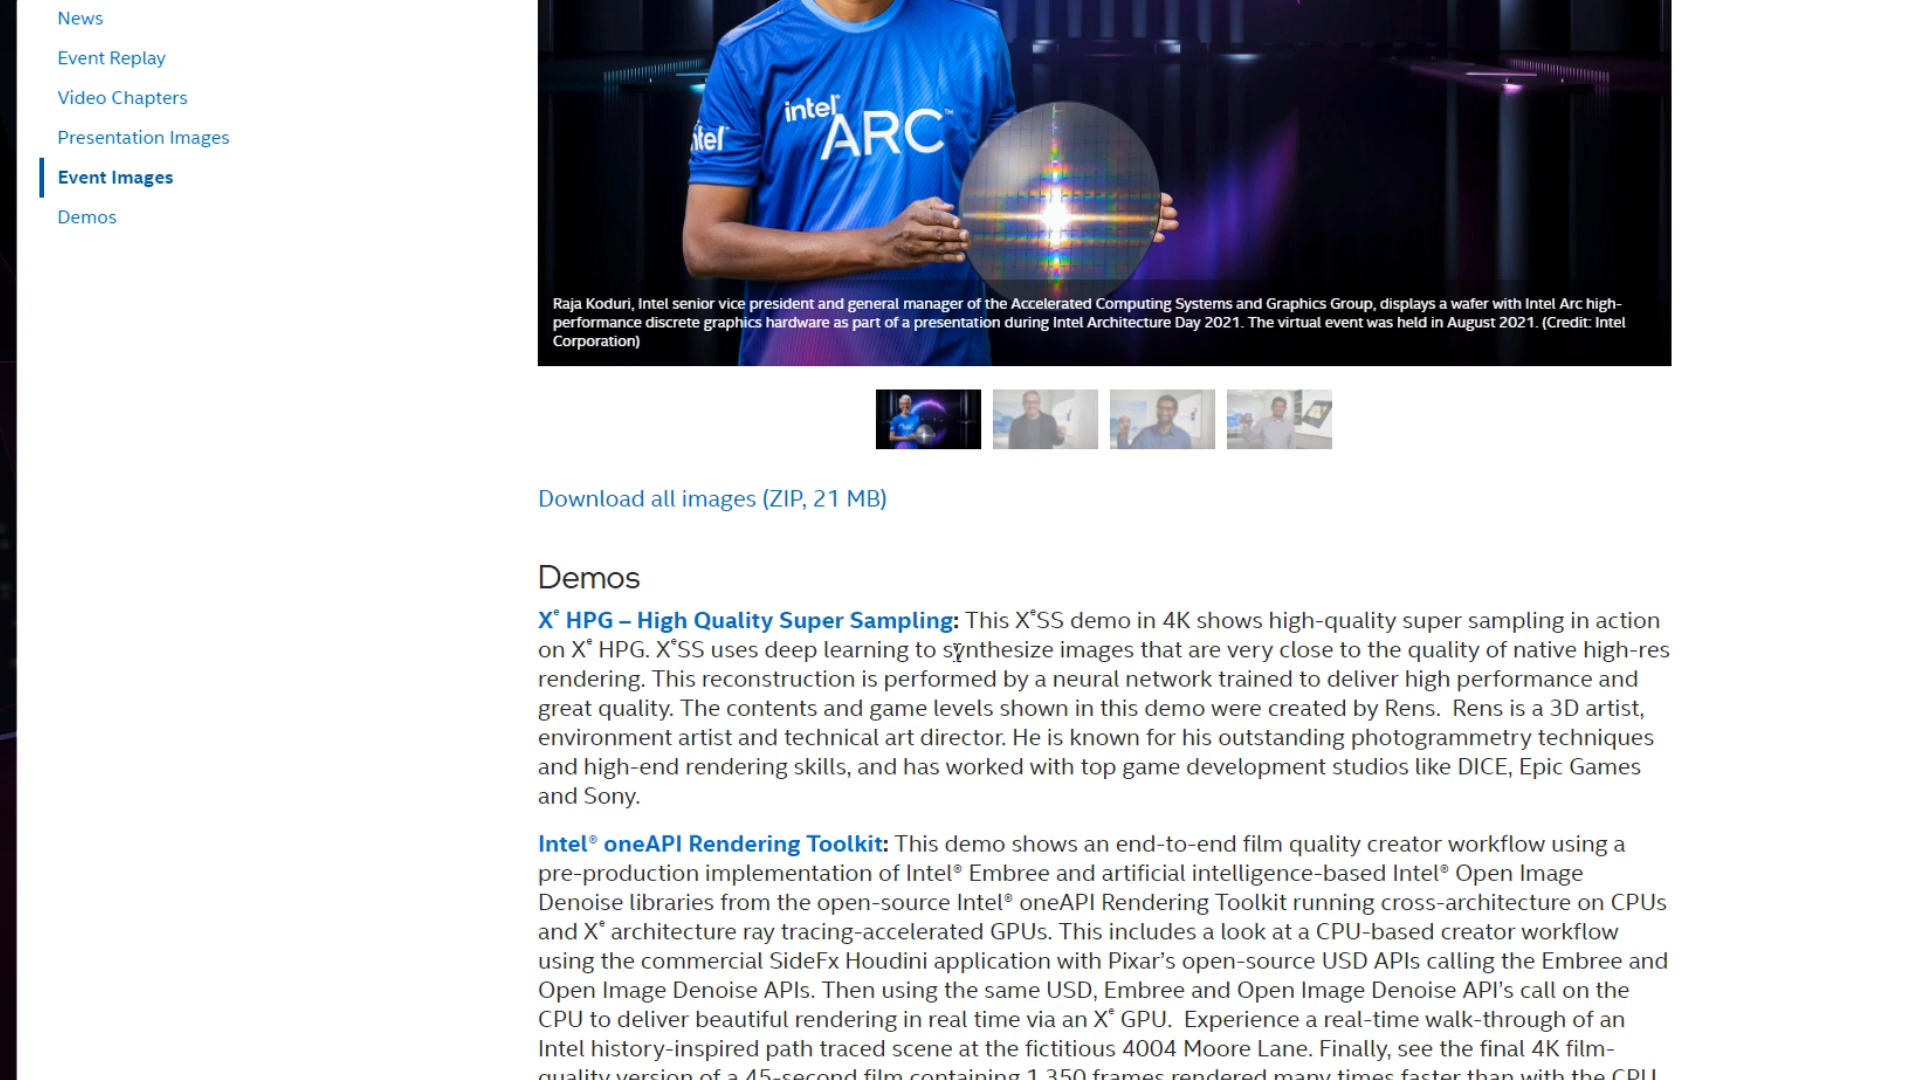 News
Event Replay
Video Chapters
Presentation Images
Event Images
Demos
intel
ARC™
intel
Raja Koduri, Intel senior vice president and general manager of the Accelerated Computing Systems and Graphics Group, displays a wafer with Intel Arc high-
performance discrete graphics hardware as part of a presentation during Intel Architecture Day 2021. The virtual event was held in August 2021. (Credit: Intel
Corporation)
Download all images (ZIP, 21 MB)
Demos
Xᵉ HPG – High Quality Super Sampling: This XᵉSS demo in 4K shows high-quality super sampling in action
on Xᵉ HPG. XᵉSS uses deep learning to synthesize images that are very close to the quality of native high-res
rendering. This reconstruction is performed by a neural network trained to deliver high performance and
great quality. The contents and game levels shown in this demo were created by Rens. Rens is a 3D artist,
environment artist and technical art director. He is known for his outstanding photogrammetry techniques
and high-end rendering skills, and has worked with top game development studios like DICE, Epic Games
and Sony.
Intel® oneAPI Rendering Toolkit: This demo shows an end-to-end film quality creator workflow using a
pre-production implementation of Intel® Embree and artificial intelligence-based Intel® Open Image
Denoise libraries from the open-source Intel® oneAPI Rendering Toolkit running cross-architecture on CPUs
and Xᵉ architecture ray tracing-accelerated GPUs. This includes a look at a CPU-based creator workflow
using the commercial SideFx Houdini application with Pixar’s open-source USD APIs calling the Embree and
Open Image Denoise APIs. Then using the same USD, Embree and Open Image Denoise API’s call on the
CPU to deliver beautiful rendering in real time via an Xᵉ GPU. Experience a real-time walk-through of an
Intel history-inspired path traced scene at the fictitious 4004 Moore Lane. Finally, see the final 4K film-
quality version of a 45-second film containing 1,350 frames rendered many times faster than with the CPU